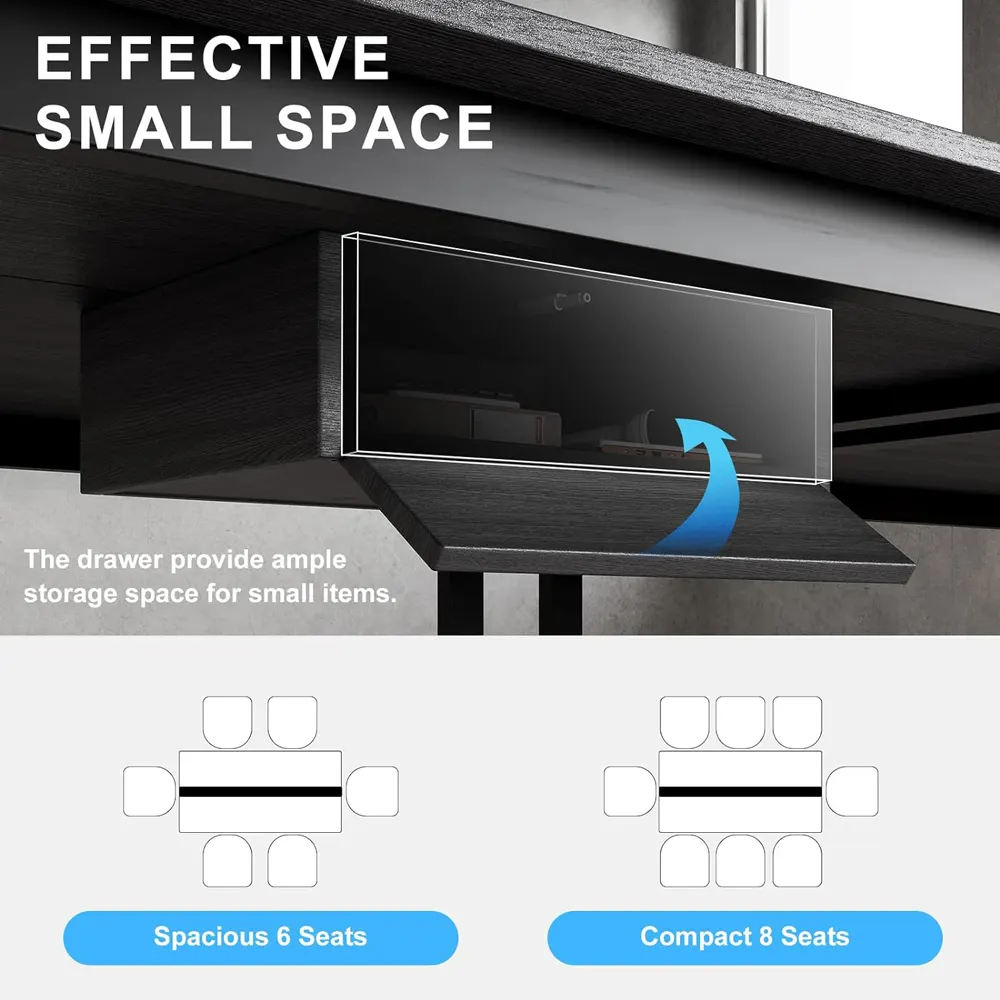 EFFECTIVE
SMALL SPACE
The drawer provide ample
storage space for small items.
Spacious 6 Seats
Compact 8 Seats